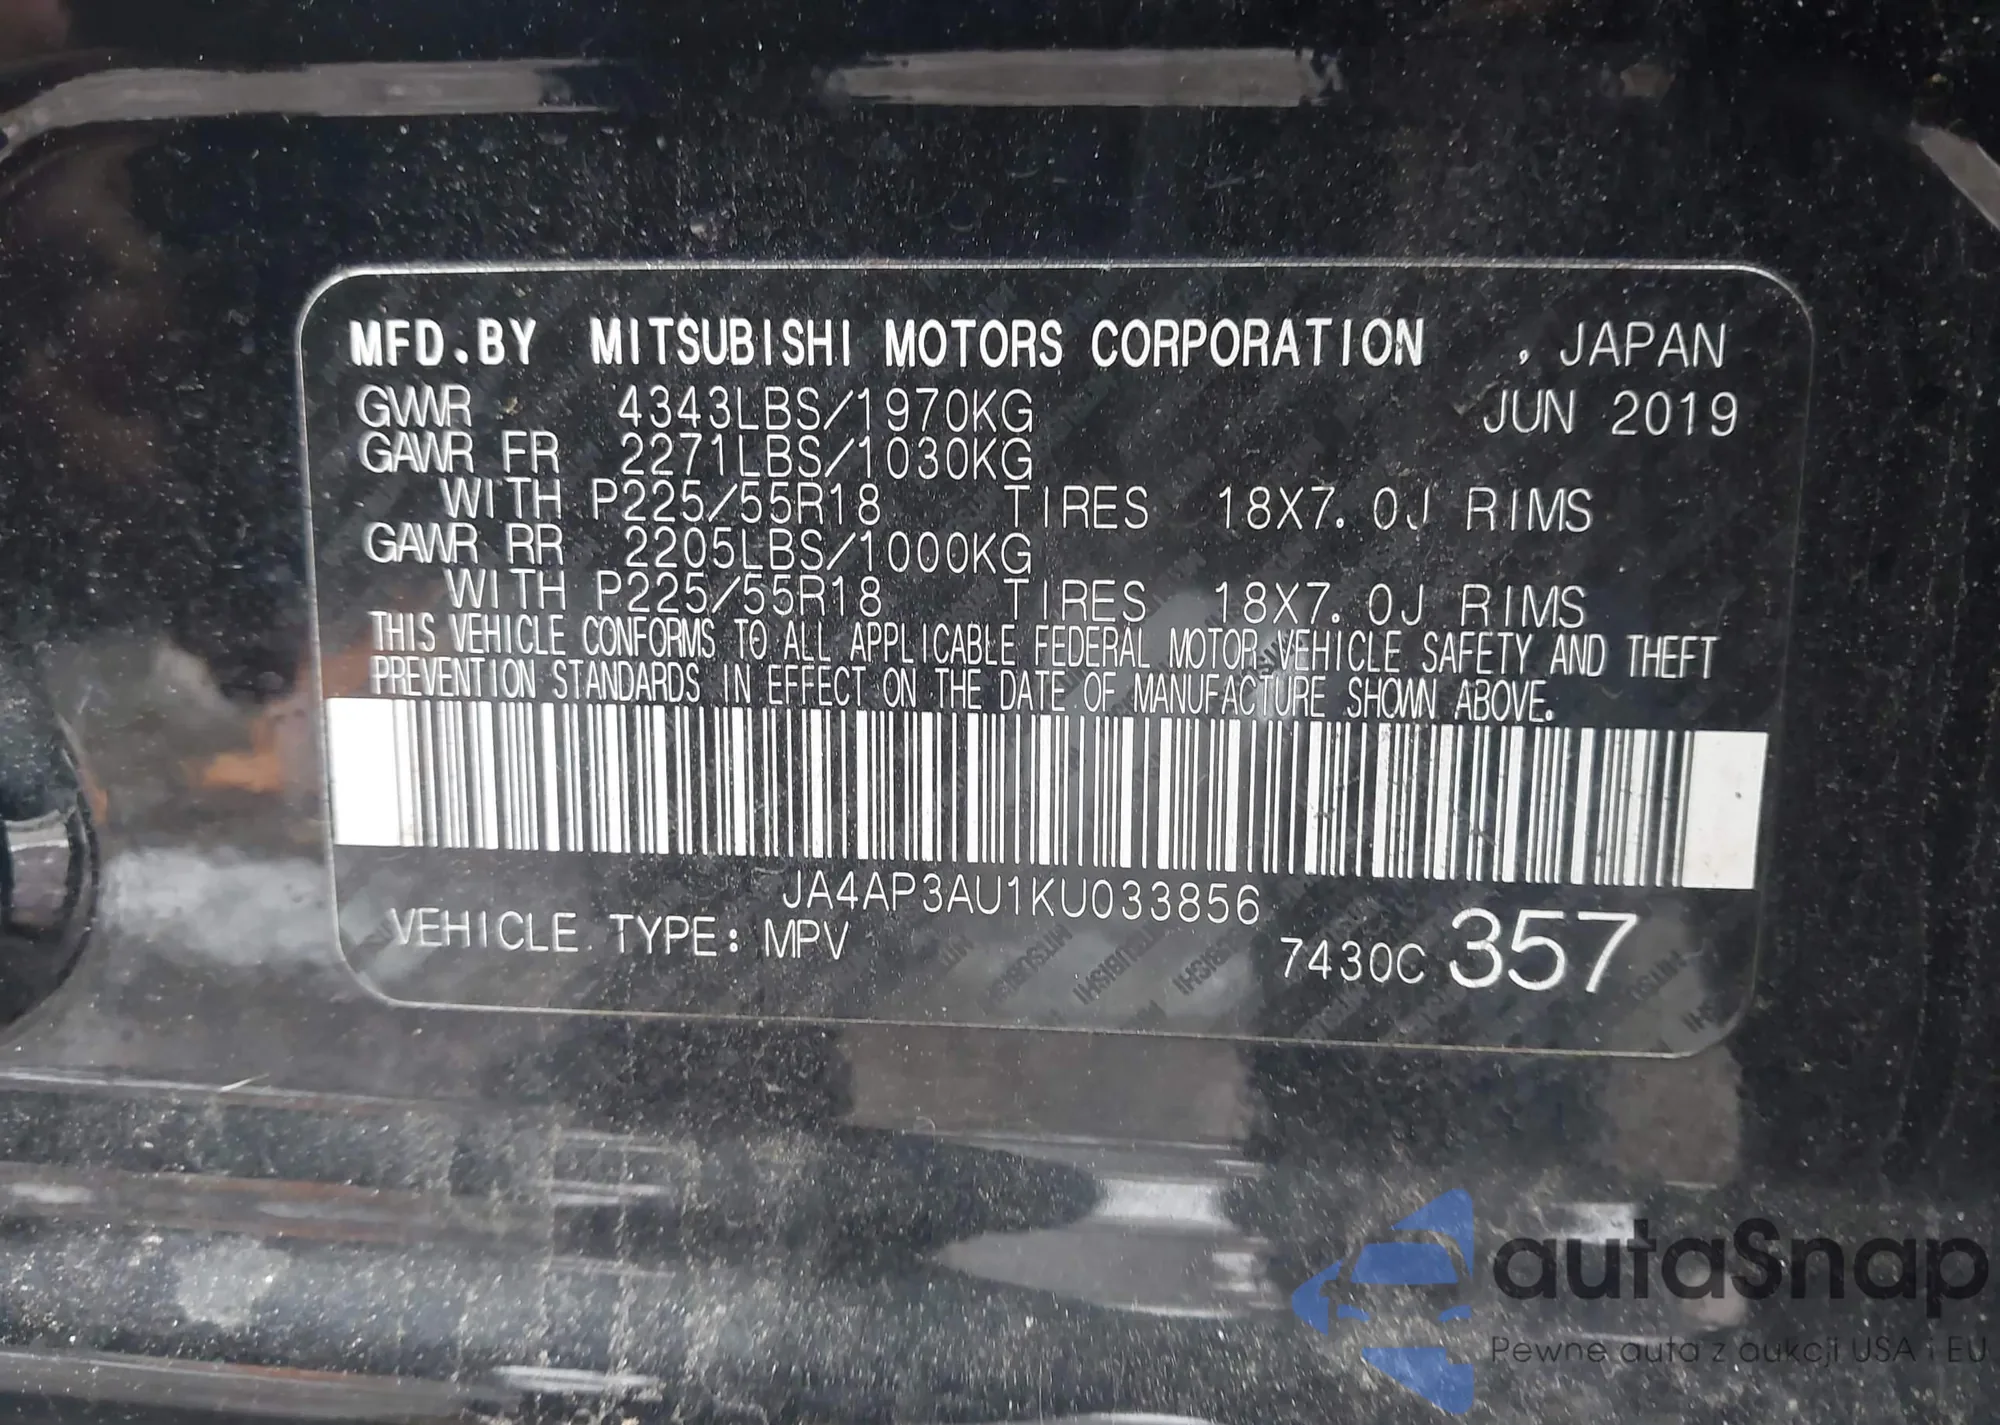 MFD.BY MITSUBISHI MOTORS CORPORATION , JAPAN
GVWR 4343LBS/1970KG JUN 2019
GAWR FR 2271LBS/1030KG
WITH P225/55R18 TIRES 18X7.0J RIMS
GAWR RR 2205LBS/1000KG
WITH P225/55R18 TIRES 18X7.0J RIMS
THIS VEHICLE CONFORMS TO ALL APPLICABLE FEDERAL MOTOR VEHICLE SAFETY AND THEFT
PREVENTION STANDARDS IN EFFECT ON THE DATE OF MANUFACTURE SHOWN ABOVE.
JA4AP3AU1KU033856
VEHICLE TYPE: MPV 7430C 357
autaSnap
Pewne auta z aukcji USA i EU